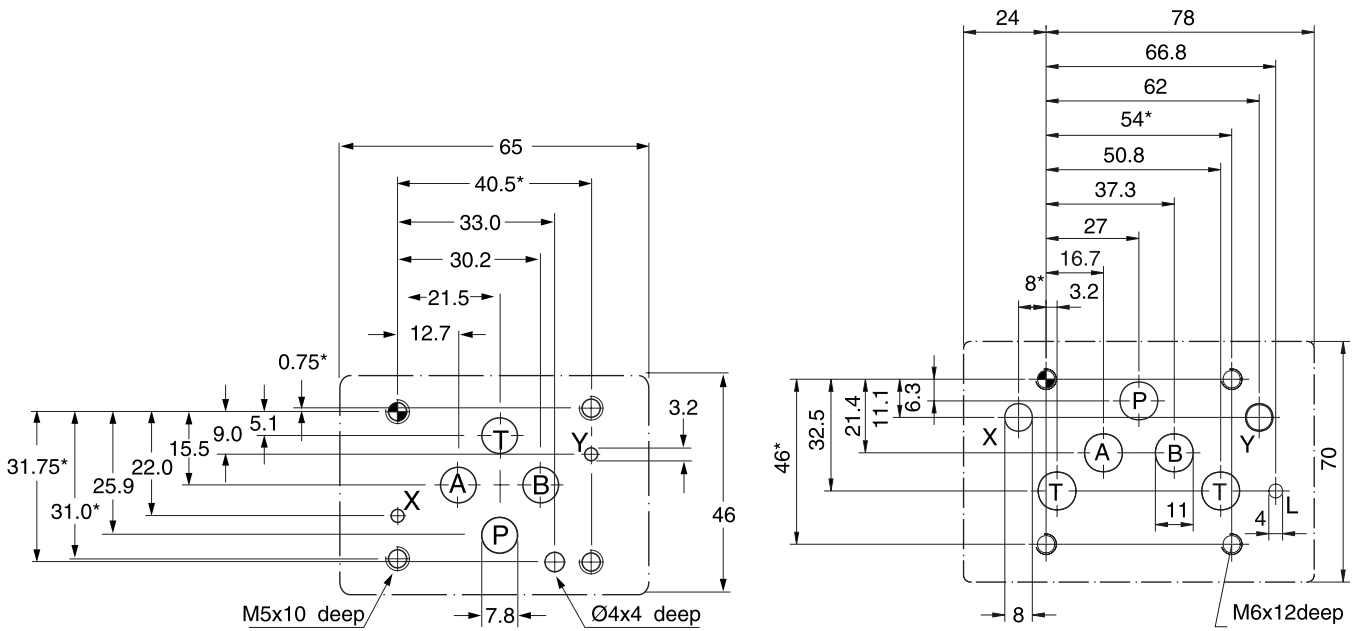 65
40.5*
33.0
30.2
21.5
12.7
0.75*
5.1
9.0
15.5
22.0
25.9
31.0*
31.75*
3.2
46
T
Y
A
B
X
P
M5x10 deep
7.8
Ø4x4 deep
24
78
66.8
62
54*
50.8
37.3
27
16.7
8*
3.2
6.3
11.1
21.4
32.5
46*
P
X
Y
A
B
T
T
L
11
4
70
8
M6x12deep